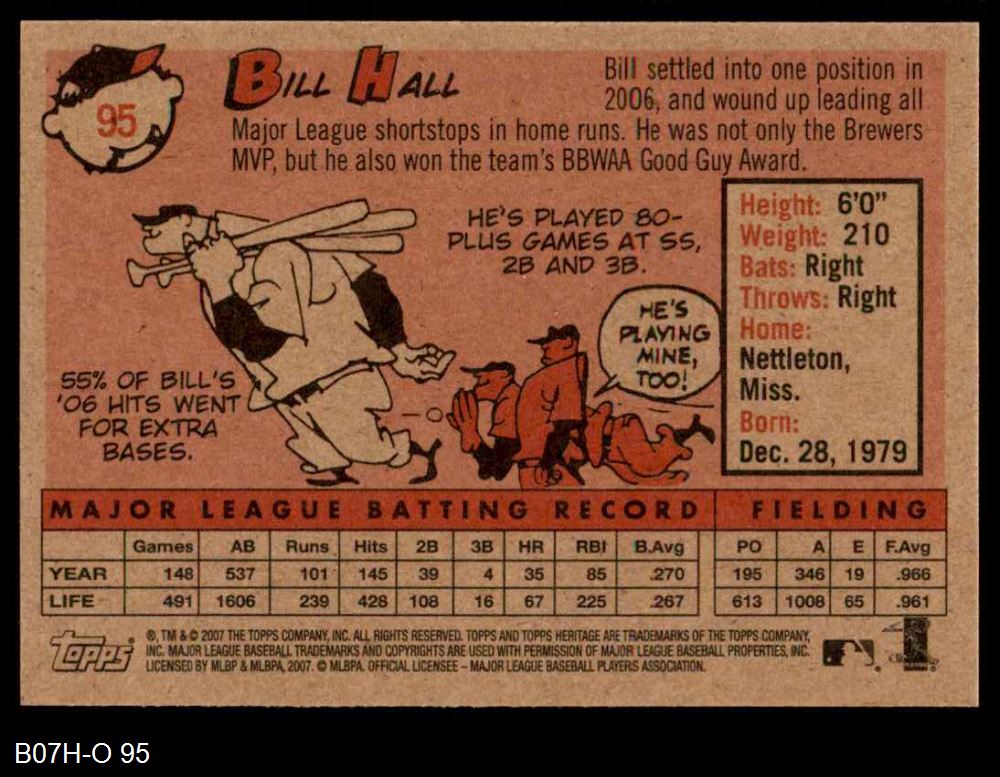 95
BILL HALL
Bill settled into one position in
2006, and wound up leading all
Major League shortstops in home runs. He was not only the Brewers
MVP, but he also won the team's BBWAA Good Guy Award.
HE'S PLAYED 80-
PLUS GAMES AT SS,
2B AND 3B.
HE'S
PLAYING
MINE,
TOO!
55% OF BILL'S
'06 HITS WENT
FOR EXTRA
BASES.
Height: 6'0"
Weight: 210
Bats: Right
Throws: Right
Home:
Nettleton,
Miss.
Born:
Dec. 28, 1979
MAJOR LEAGUE BATTING RECORD FIELDING
Games AB Runs Hits 2B 3B HR RBI B.Avg PO A E F.Avg
YEAR 148 537 101 145 39 4 35 85 .270 195 346 19 .966
LIFE 491 1606 239 428 108 16 67 225 .267 613 1008 65 .961
Topps
®, TM & © 2007 THE TOPPS COMPANY, INC. ALL RIGHTS RESERVED. TOPPS AND TOPPS HERITAGE ARE TRADEMARKS OF THE TOPPS COMPANY,
INC. MAJOR LEAGUE BASEBALL TRADEMARKS AND COPYRIGHTS ARE USED WITH PERMISSION OF MAJOR LEAGUE BASEBALL PROPERTIES, INC.
LICENSED BY MLBP & MLBPA, 2007. © MLBPA. OFFICIAL LICENSEE – MAJOR LEAGUE BASEBALL PLAYERS ASSOCIATION.
B07H-O 95